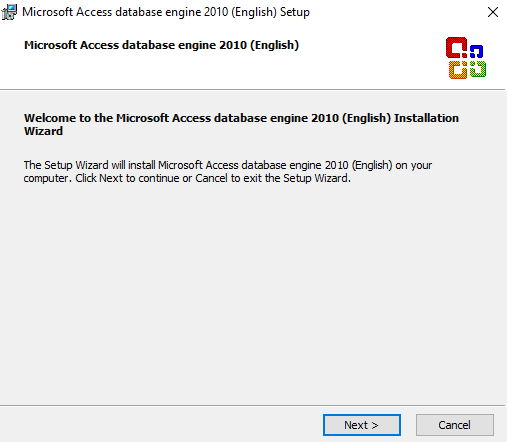 Microsoft Access database engine 2010 (English) Setup
Microsoft Access database engine 2010 (English)
Welcome to the Microsoft Access database engine 2010 (English) Installation
Wizard
The Setup Wizard will install Microsoft Access database engine 2010 (English) on your
computer. Click Next to continue or Cancel to exit the Setup Wizard.
Next >
Cancel